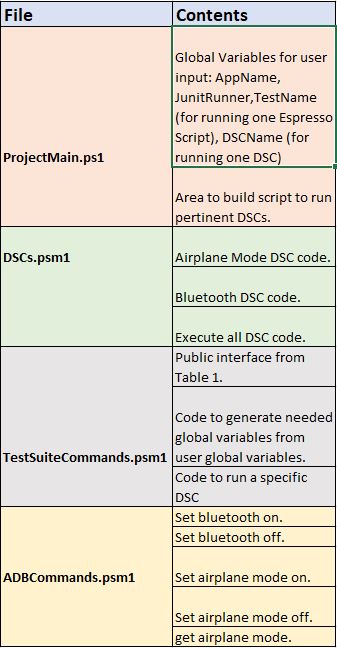 File
Contents
ProjectMain.ps1
Global Variables for user
input: AppName,
JunitRunner,TestName
(for running one Espresso
Script), DSCName (for
running one DSC)
Area to build script to run
pertinent DSCs.
DSCs.psm1
Airplane Mode DSC code.
Bluetooth DSC code.
Execute all DSC code.
TestSuiteCommands.psm1
Public interface from
Table 1.
Code to generate needed
global variables from
user global variables.
Code to run a specific
DSC
ADBCommands.psm1
Set bluetooth on.
Set bluetooth off.
Set airplane mode on.
Set airplane mode off.
get airplane mode.